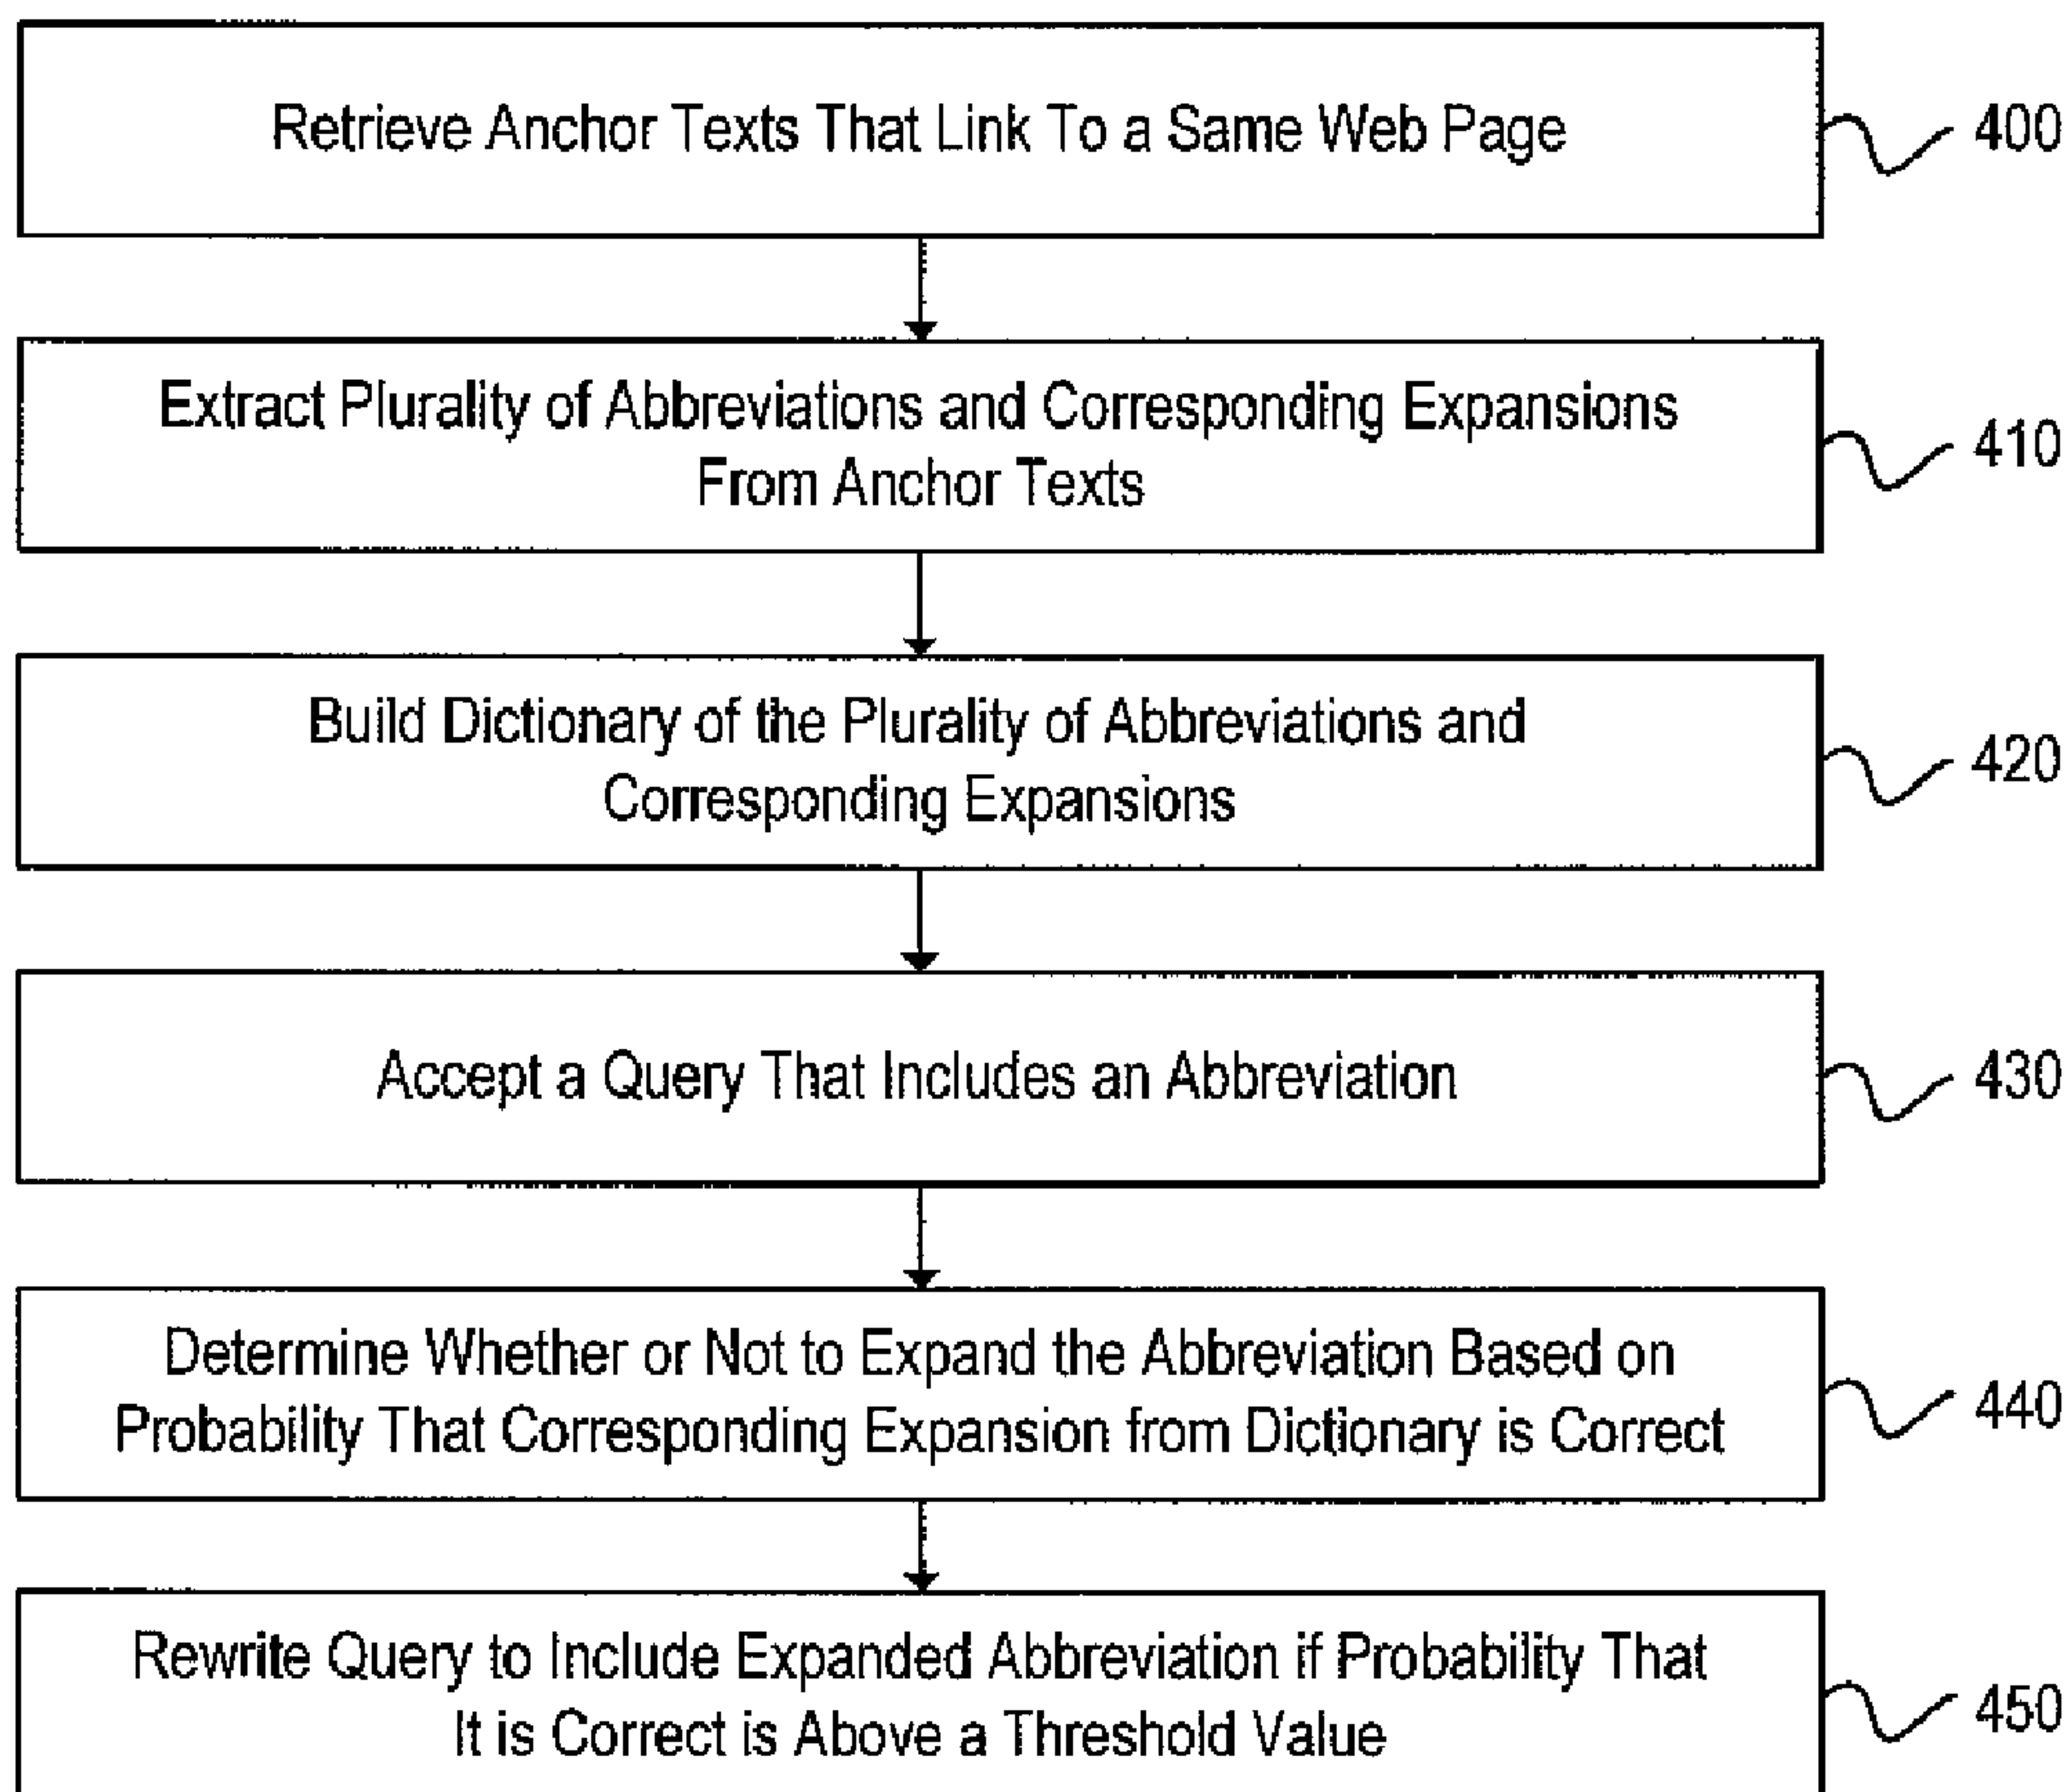 Retrieve Anchor Texts That Link To a Same Web Page
400
Extract Plurality of Abbreviations and Corresponding Expansions
From Anchor Texts
410
Build Dictionary of the Plurality of Abbreviations and
Corresponding Expansions
420
Accept a Query That Includes an Abbreviation
430
Determine Whether or Not to Expand the Abbreviation Based on
Probability That Corresponding Expansion from Dictionary is Correct
440
Rewrite Query to Include Expanded Abbreviation if Probability That
It is Correct is Above a Threshold Value
450